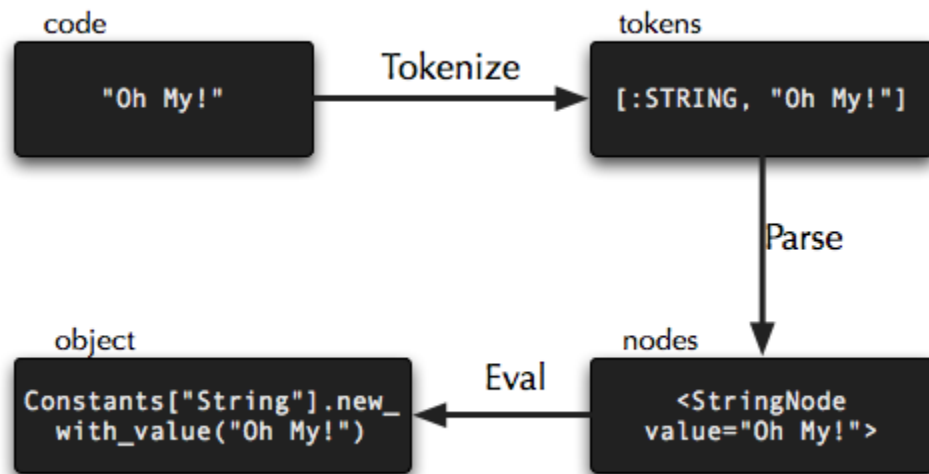 code
"Oh My!"
Tokenize
tokens
[:STRING, "Oh My!"]
Parse
nodes
<StringNode
value="Oh My!">
Eval
object
Constants["String"].new_
with_value("Oh My!")